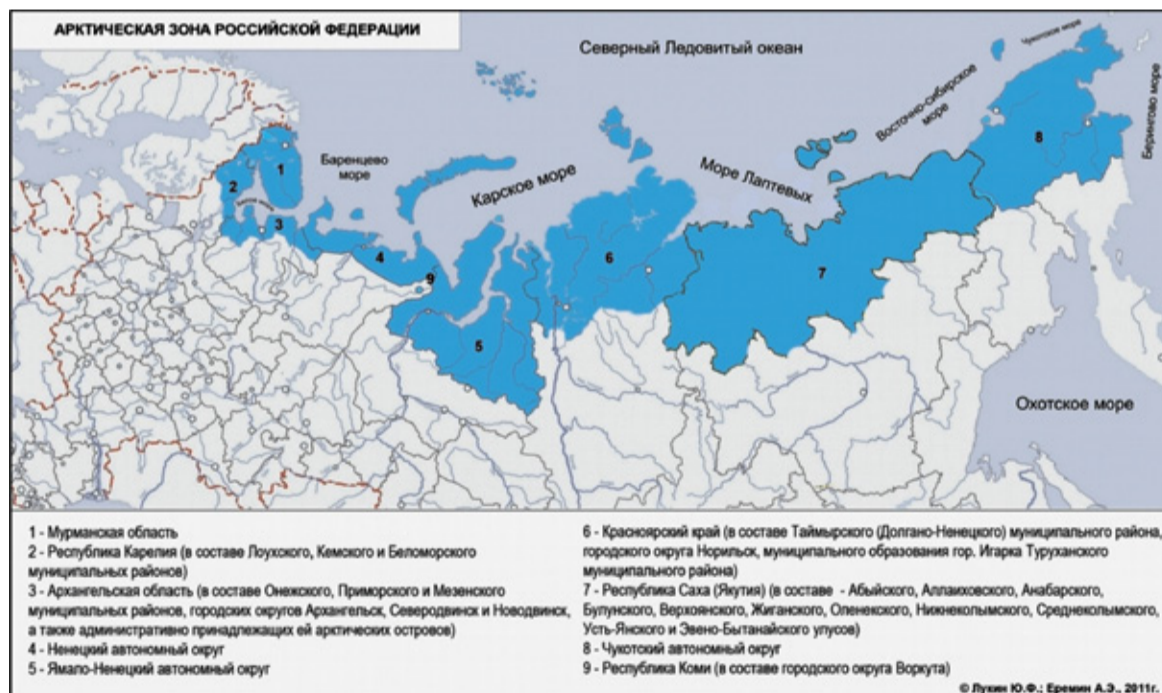 АРКТИЧЕСКАЯ ЗОНА РОССИЙСКОЙ ФЕДЕРАЦИИ
Северный Ледовитый океан
Чукотское море
Берингово море
Восточно-сибирское
море
Баренцево
море
Карское море
Море Лаптевых
Белое море
1
2
3
4
9
5
6
7
8
Охотское море
1 - Мурманская область
2 - Республика Карелия (в составе Лоухского, Кемского и Беломорского
муниципальных районов)
3 - Архангельская область (в составе Онежского, Приморского и Мезенского
муниципальных районов, городских округов Архангельск, Северодвинск и Новодвинск,
а также административно принадлежащих ей арктических островов)
4 - Ненецкий автономный округ
5 - Ямало-Ненецкий автономный округ
6 - Красноярский край (в составе Таймырского (Долгано-Ненецкого) муниципального района,
городского округа Норильск, муниципального образования гор. Игарка Туруханского
муниципального района)
7 - Республика Саха (Якутия) (в составе - Абыйского, Аллаиховского, Анабарского,
Булунского, Верхоянского, Жиганского, Оленекского, Нижнеколымского, Среднеколымского,
Усть-Янского и Эвено-Бытанайского улусов)
8 - Чукотский автономный округ
9 - Республика Коми (в составе городского округа Воркута)
© Лукин Ю.Ф.; Еремин А.Э., 2011г.